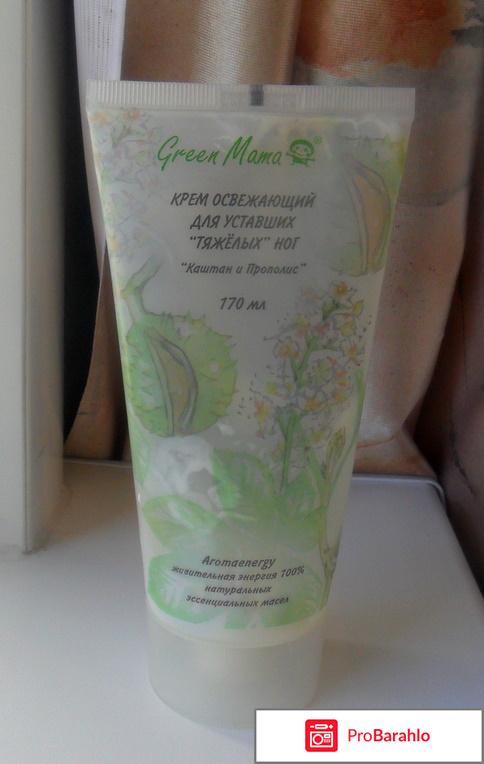 Green Mama®
КРЕМ ОСВЕЖАЮЩИЙ
ДЛЯ УСТАВШИХ
"ТЯЖЁЛЫХ" НОГ
"Каштан и Прополис"
170 мл
Aromaenergy
живительная энергия 100%
натуральных
эссенциальных масел
ProBarahlo